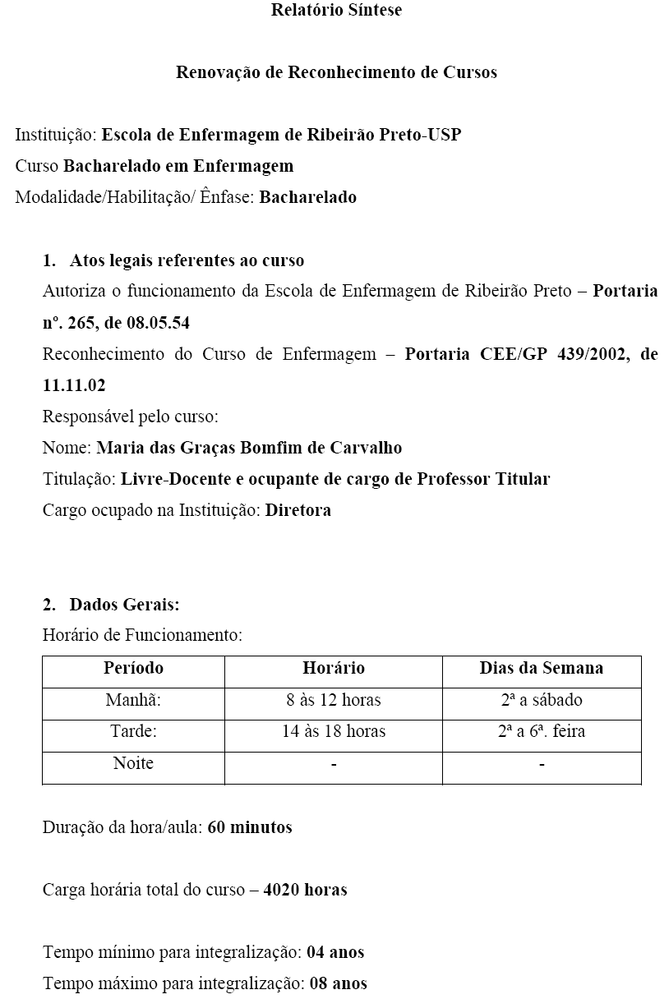 Relatório Síntese
Renovação de Reconhecimento de Cursos
Instituição: Escola de Enfermagem de Ribeirão Preto-USP
Curso Bacharelado em Enfermagem
Modalidade/Habilitação/ Ênfase: Bacharelado
1. Atos legais referentes ao curso
Autoriza o funcionamento da Escola de Enfermagem de Ribeirão Preto – Portaria
nº. 265, de 08.05.54
Reconhecimento do Curso de Enfermagem – Portaria CEE/GP 439/2002, de
11.11.02
Responsável pelo curso:
Nome: Maria das Graças Bomfim de Carvalho
Titulação: Livre-Docente e ocupante de cargo de Professor Titular
Cargo ocupado na Instituição: Diretora
2. Dados Gerais:
Horário de Funcionamento:
Período Horário Dias da Semana
Manhã: 8 às 12 horas 2ª a sábado
Tarde: 14 às 18 horas 2ª a 6ª. feira
Noite - -
Duração da hora/aula: 60 minutos
Carga horária total do curso – 4020 horas
Tempo mínimo para integralização: 04 anos
Tempo máximo para integralização: 08 anos